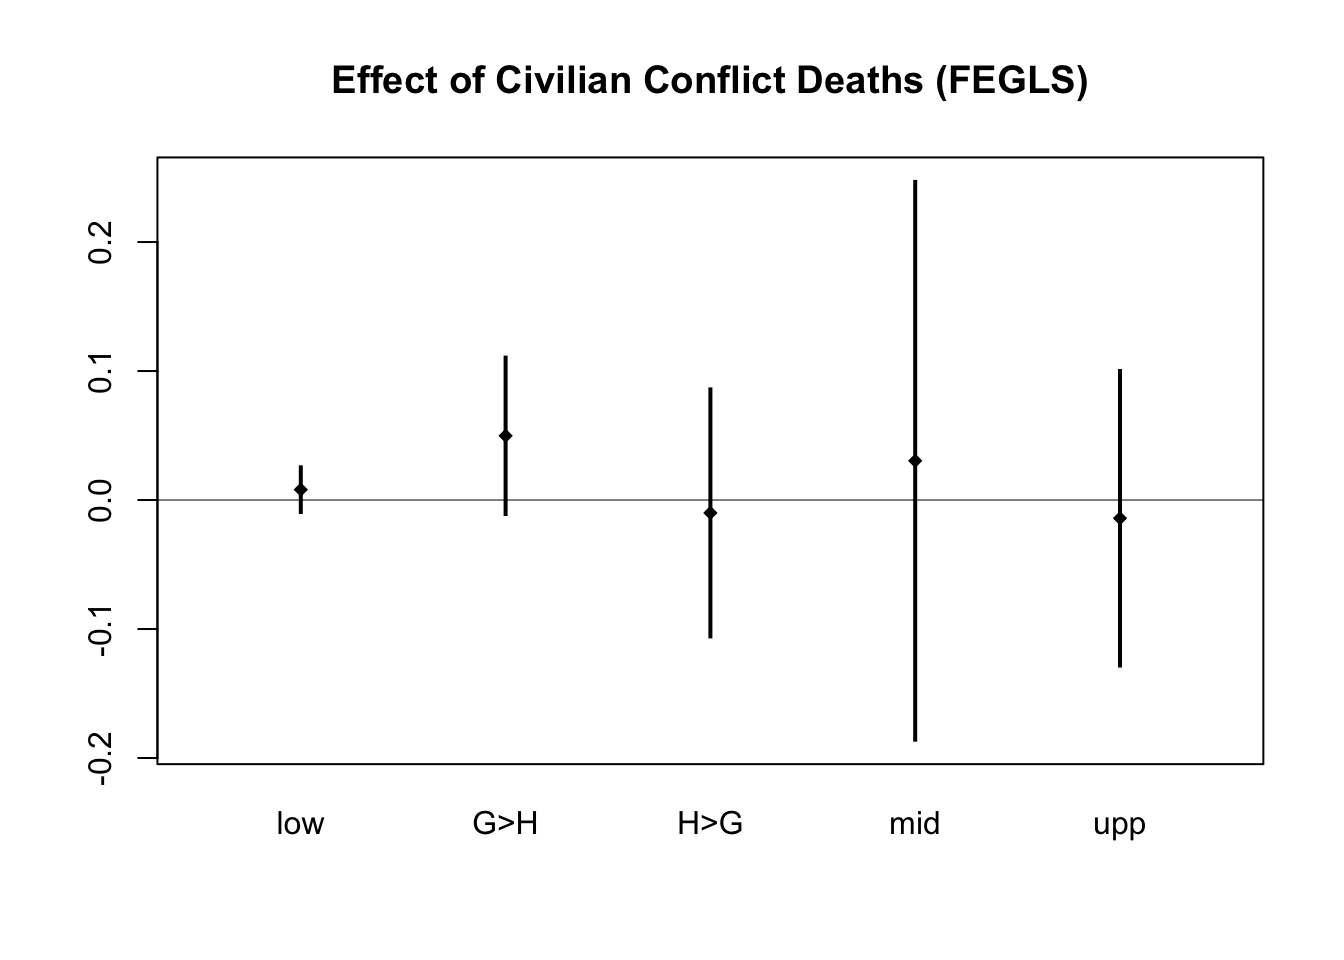 Effect of Civilian Conflict Deaths (FEGLS)
0.2
0.1
0.0
-0.1
-0.2
low G>H H>G mid upp